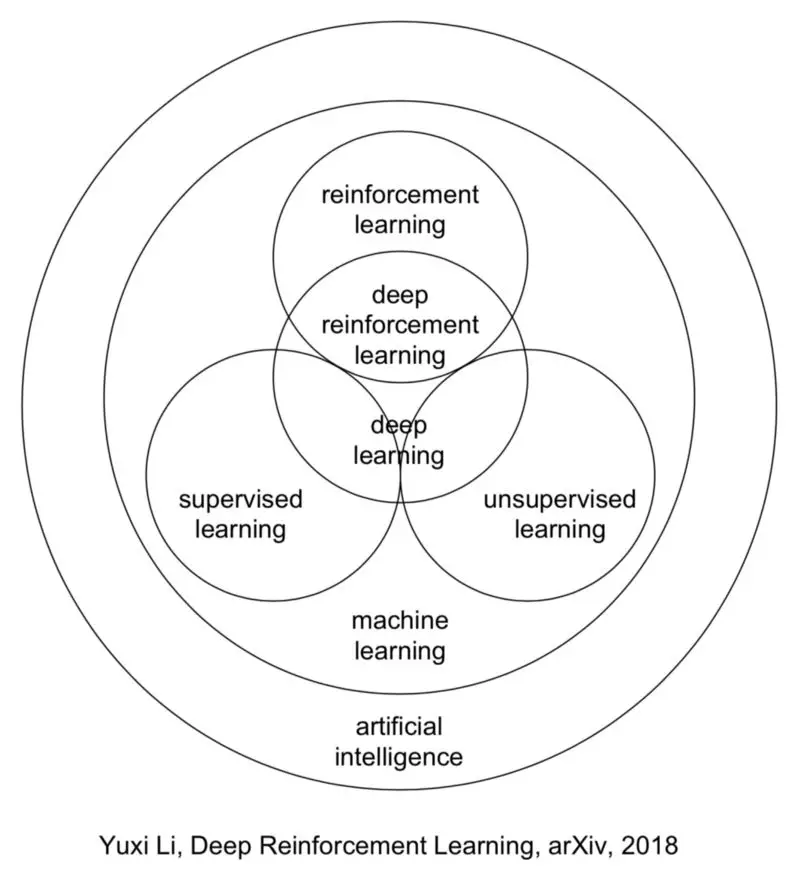 reinforcement
learning
deep
reinforcement
learning
deep
learning
supervised
learning
unsupervised
learning
machine
learning
artificial
intelligence
Yuxi Li, Deep Reinforcement Learning, arXiv, 2018